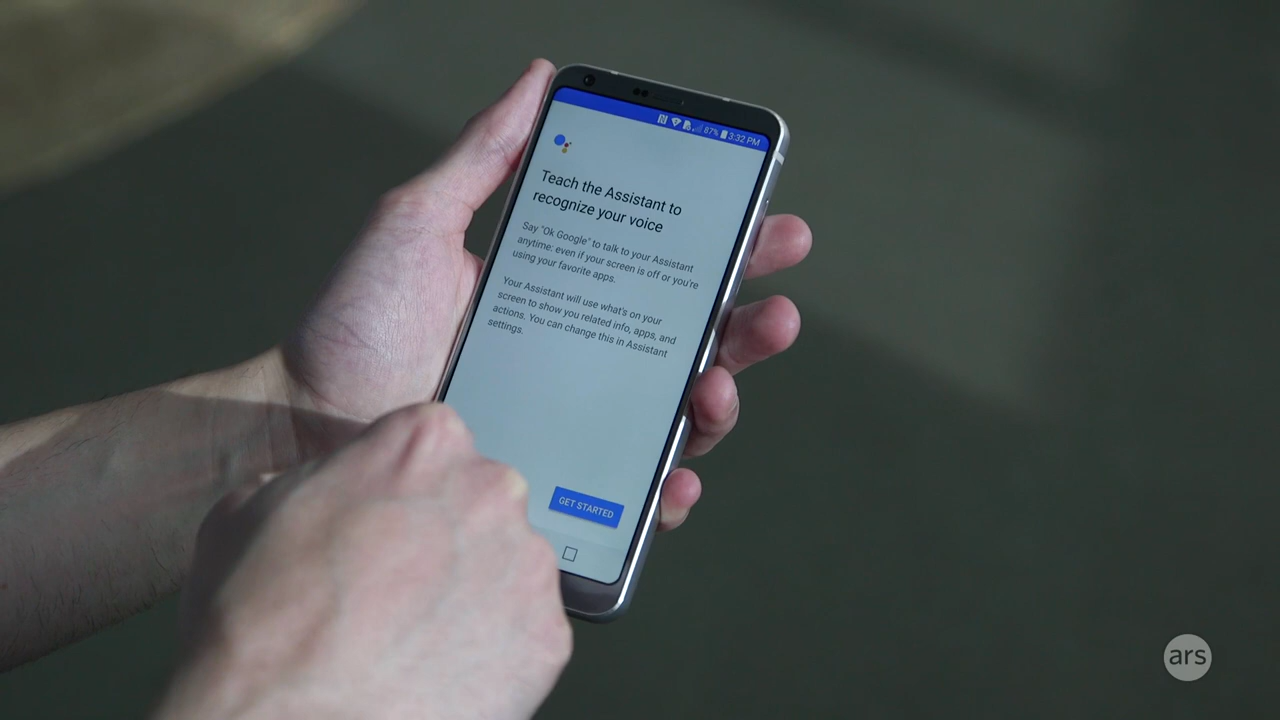 87% 3:32 PM
Teach the Assistant to
recognize your voice
Say "Ok Google" to talk to your Assistant
anytime: even if your screen is off or you're
using your favorite apps.
Your Assistant will use what's on your
screen to show you related info, apps, and
actions. You can change this in Assistant
settings.
GET STARTED
ars